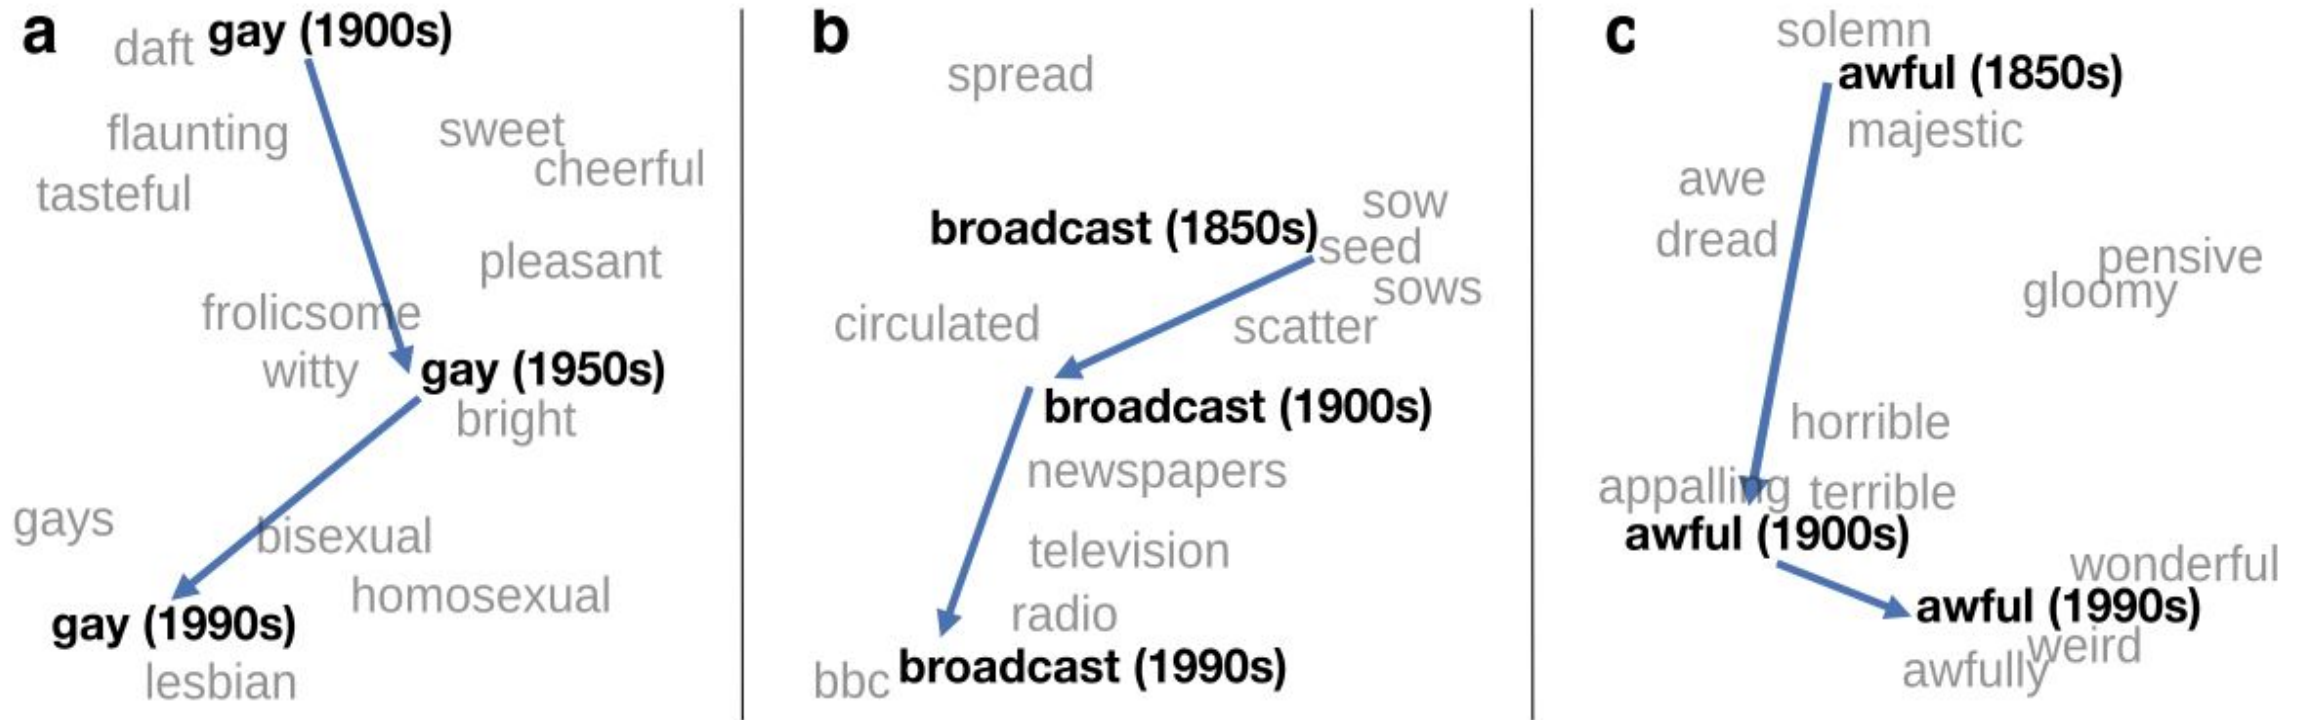 a
daft gay (1900s)
flaunting
sweet
cheerful
tasteful
pleasant
frolicsome
witty
gay (1950s)
bright
gays
bisexual
homosexual
gay (1990s)
lesbian
b
spread
sow
broadcast (1850s)
seed
sows
circulated
scatter
broadcast (1900s)
newspapers
television
radio
bbc broadcast (1990s)
c
solemn
awful (1850s)
majestic
awe
dread
pensive
gloomy
horrible
appalling terrible
awful (1900s)
wonderful
awful (1990s)
weird
awfully